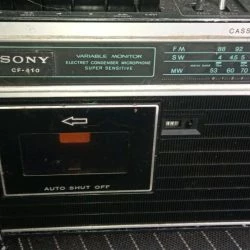 CASS
SONY
CF-410
VARIABLE MONITOR
ELECTRET CONDENSER MICROPHONE
SUPER SENSITIVE
FM 88 92
SW 4 4.5 5
MW 53 60 70
AUTO SHUT OFF